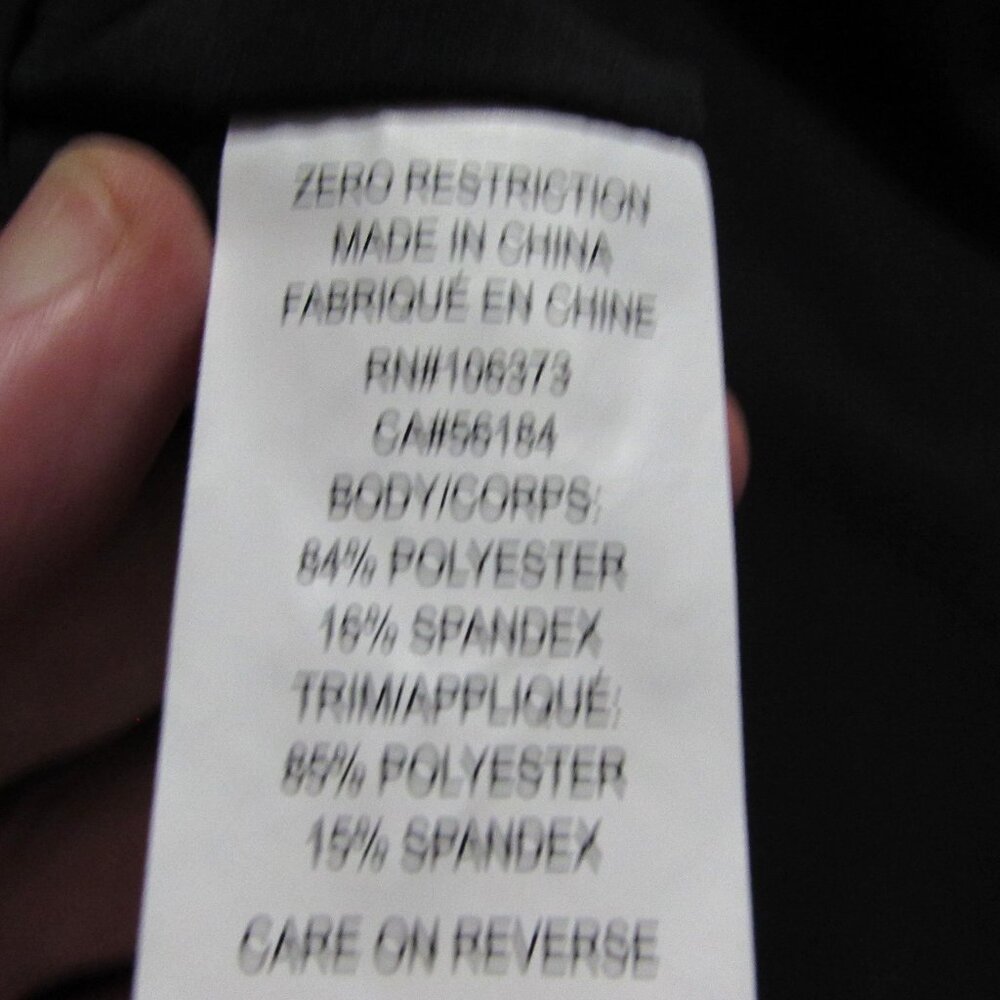 ZERO RESTRICTION
MADE IN CHINA
FABRIQUÉ EN CHINE
RN#106373
CA#56184
BODY/CORPS:
84% POLYESTER
16% SPANDEX
TRIM/APPLIQUÉ:
85% POLYESTER
15% SPANDEX
CARE ON REVERSE